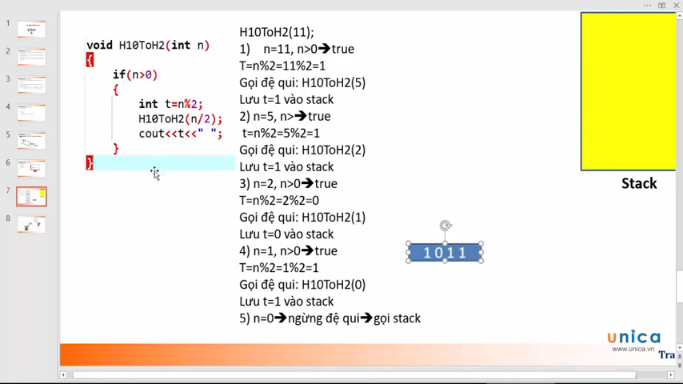 1
2
3
4
5
6
7
8
void H10ToH2(int n)
{
if(n>0)
{
int t=n%2;
H10ToH2(n/2);
cout<<t<<" ";
}
}
H10ToH2(11);
1) n=11, n>0➔true
T=n%2=11%2=1
Gọi đệ qui: H10ToH2(5)
Lưu t=1 vào stack
2) n=5, n>➔true
t=n%2=5%2=1
Gọi đệ qui: H10ToH2(2)
Lưu t=1 vào stack
3) n=2, n>0➔true
T=n%2=2%2=0
Gọi đệ qui: H10ToH2(1)
Lưu t=0 vào stack
4) n=1, n>0➔true
T=n%2=1%2=1
Gọi đệ qui: H10ToH2(0)
Lưu t=1 vào stack
5) n=0➔ngừng đệ qui➔gọi stack
1 0 1 1
Stack
unica
www.unica.vn
Tra